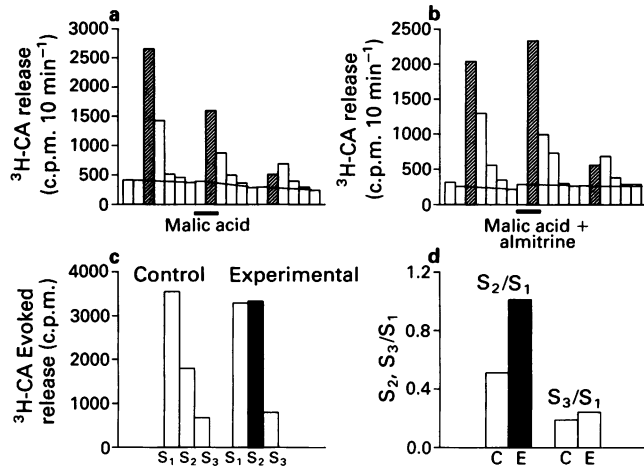 a
³H-CA release
(c.p.m. 10 min⁻¹)
3000
2500
2000
1500
1000
500
0
Malic acid
b
³H-CA release
(c.p.m. 10 min⁻¹)
2500
2000
1500
1000
500
0
Malic acid +
almitrine
c
³H-CA Evoked
release (c.p.m.)
4000
3000
2000
1000
0
Control Experimental
S₁ S₂ S₃ S₁ S₂ S₃
d
S₂, S₃/S₁
1.2
0.8
0.4
0.0
S₂/S₁
S₃/S₁
C E C E